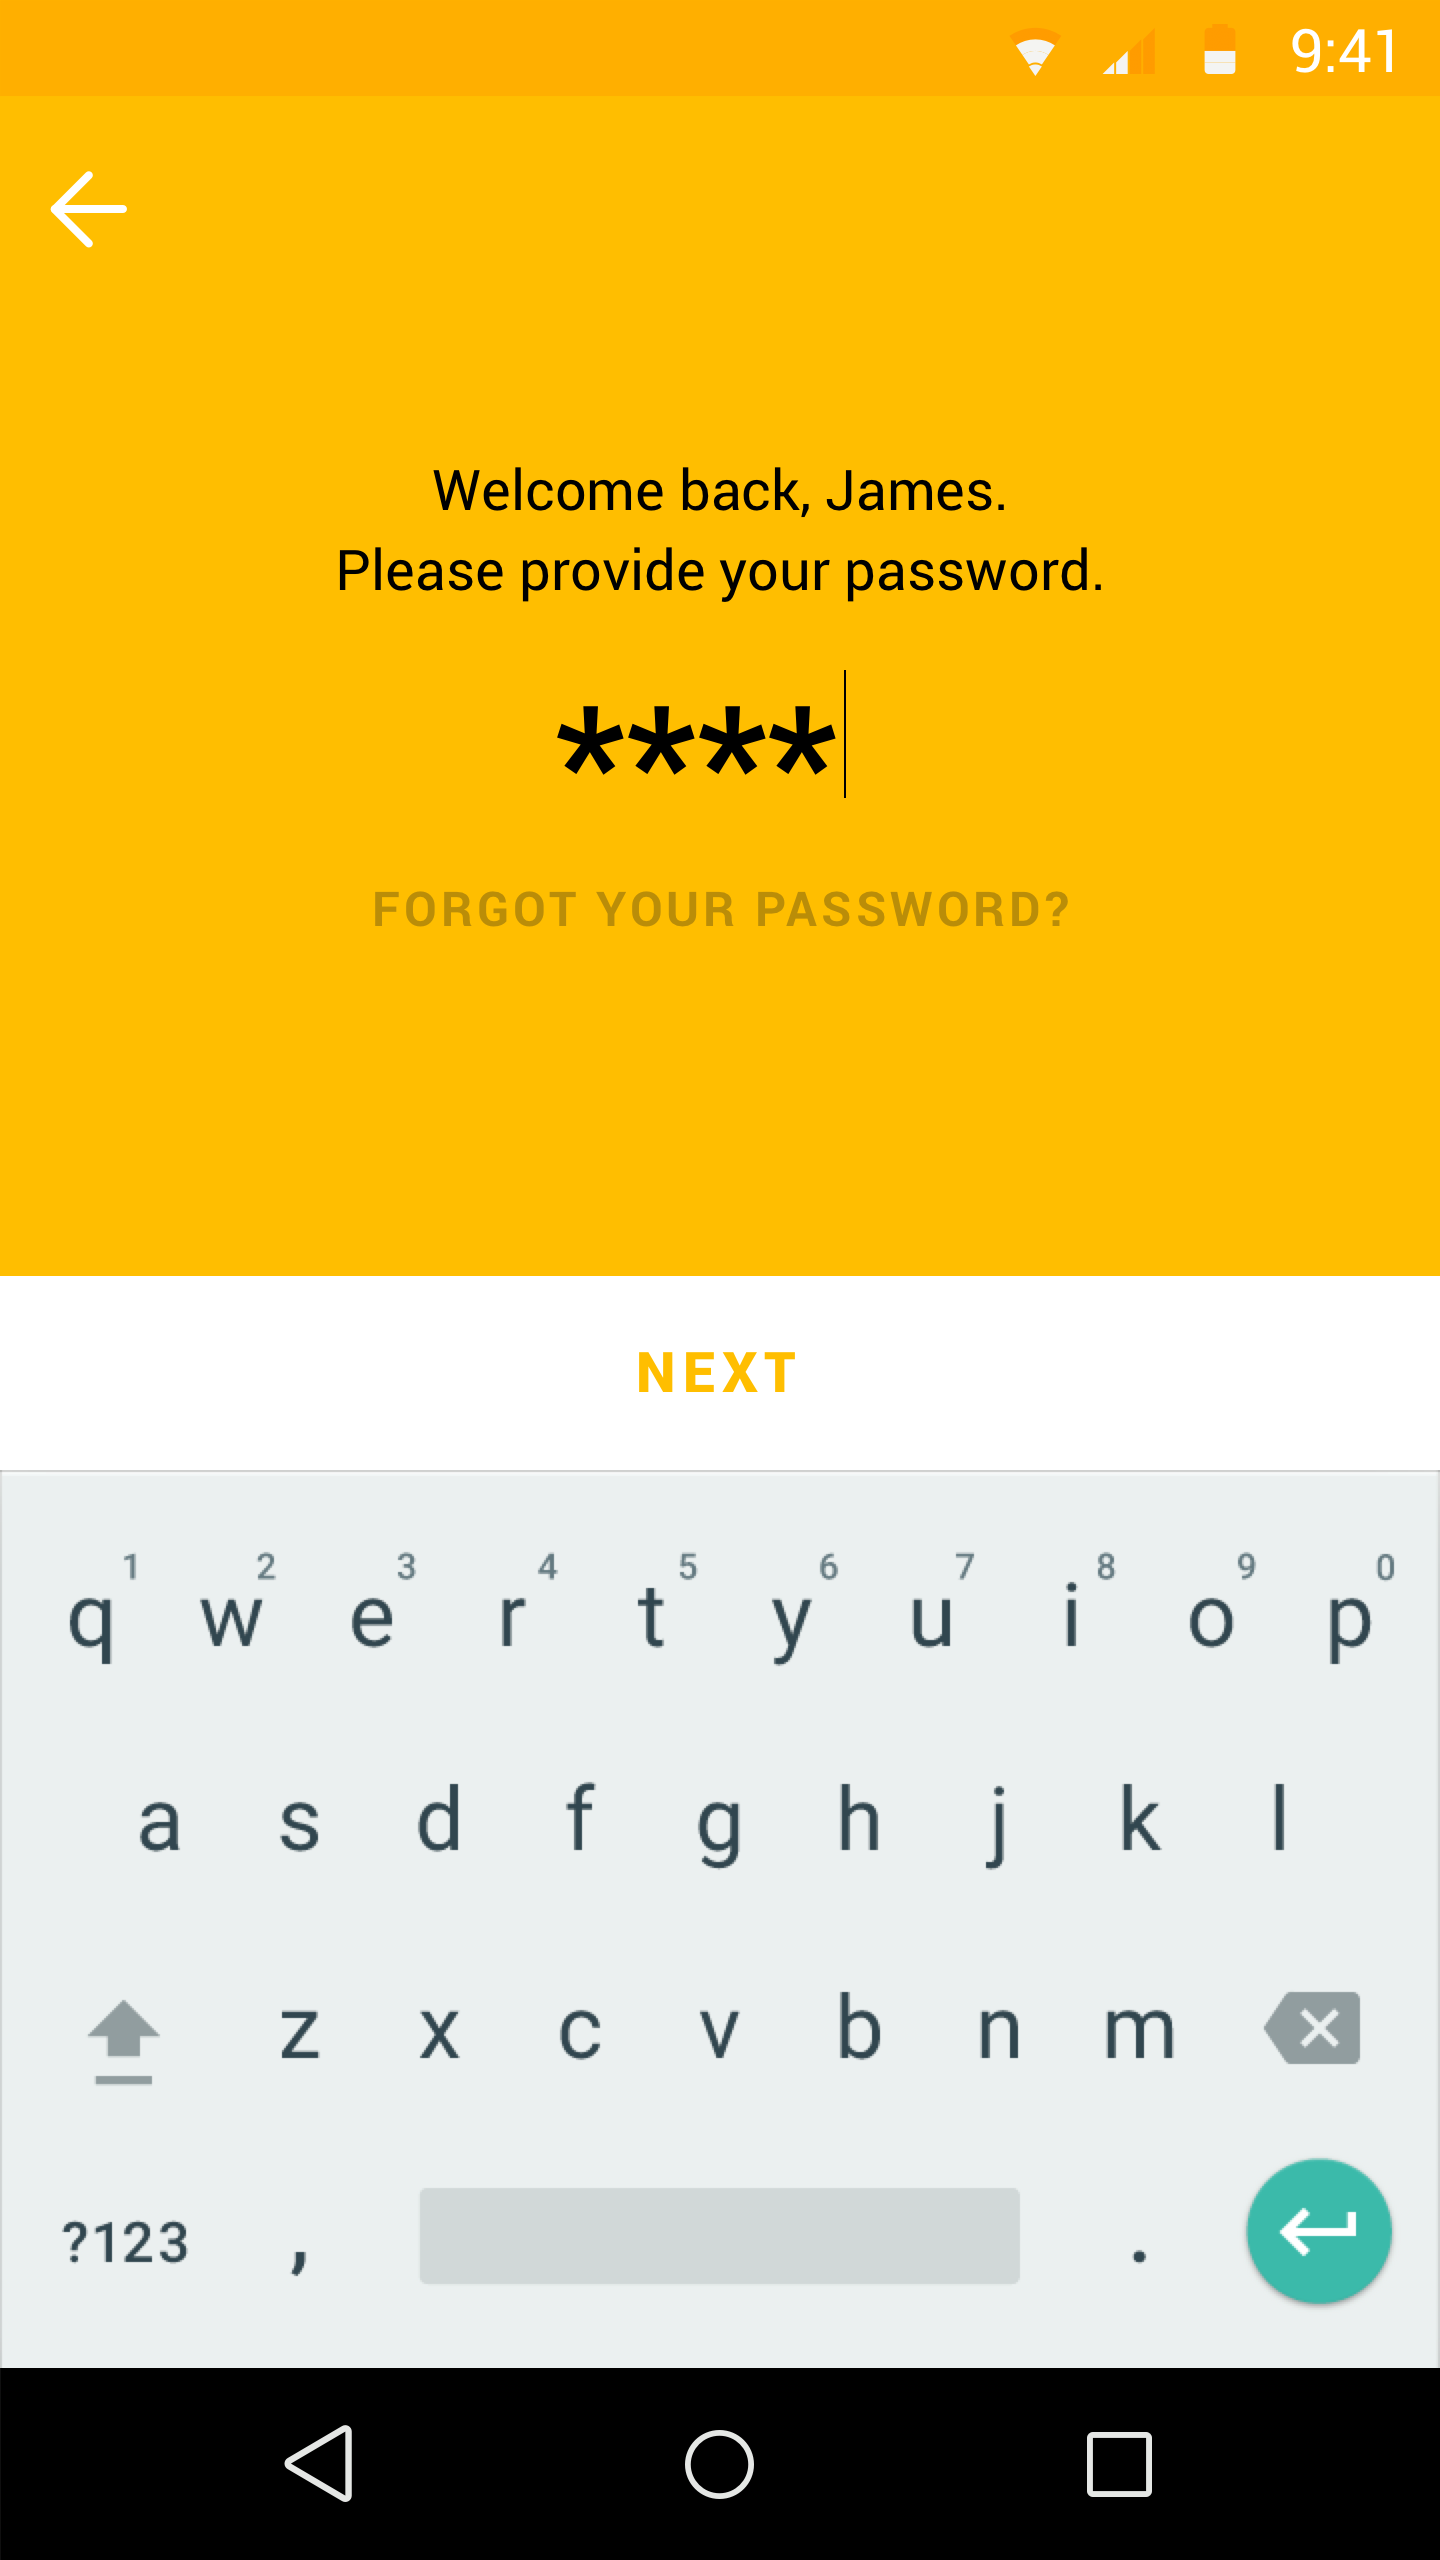 9:41
Welcome back, James.
Please provide your password.
****
FORGOT YOUR PASSWORD?
NEXT
1 2 3 4 5 6 7 8 9 0
q w e r t y u i o p
a s d f g h j k l
z x c v b n m
?123 , .